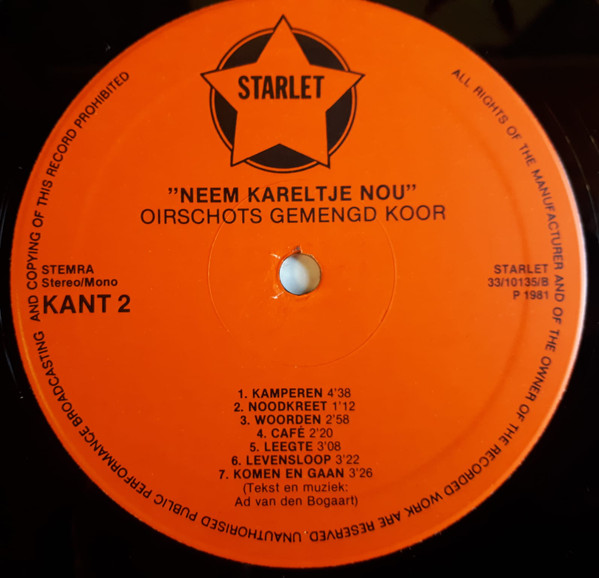 STARLET
"NEEM KARELTJE NOU"
OIRSCHOTS GEMENGD KOOR
STEMRA
Stereo/Mono
KANT 2
STARLET
33/10135/B
P 1981
1. KAMPEREN 4'38
2. NOODKREET 1'12
3. WOORDEN 2'58
4. CAFÉ 2'20
5. LEEGTE 3'08
6. LEVENSLOOP 3'22
7. KOMEN EN GAAN 3'26
(Tekst en muziek:
Ad van den Bogaart)
ALL RIGHTS OF THE MANUFACTURER AND OF THE OWNER OF THE RECORDED WORK ARE RESERVED. UNAUTHORISED PUBLIC PERFORMANCE BROADCASTING AND COPYING OF THIS RECORD PROHIBITED